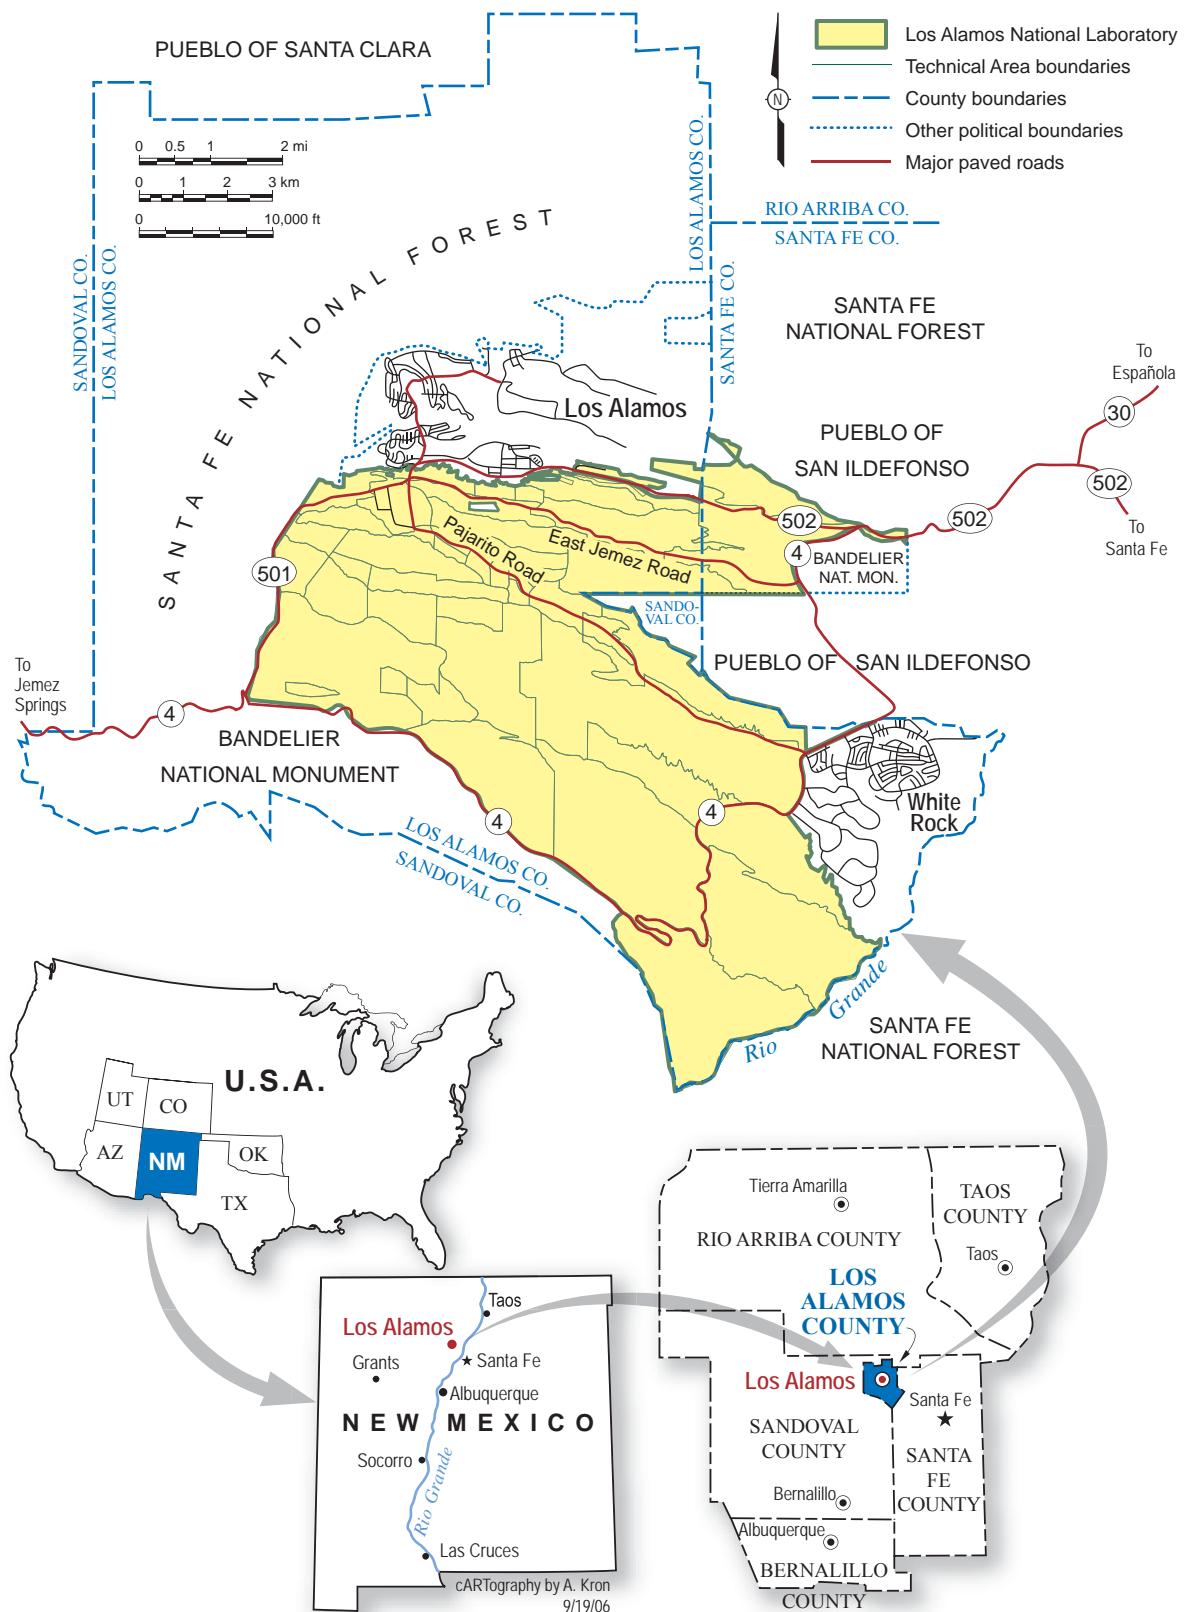 PUEBLO OF SANTA CLARA
Los Alamos National Laboratory
Technical Area boundaries
County boundaries
Other political boundaries
Major paved roads
N
0 0.5 1 2 mi
0 1 2 3 km
0 10,000 ft
SANDOVAL CO.
LOS ALAMOS CO.
LOS ALAMOS CO.
SANTA FE CO.
RIO ARRIBA CO.
SANTA FE CO.
SANTA FE NATIONAL FOREST
SANTA FE
NATIONAL FOREST
To
Española
30
Los Alamos
PUEBLO OF
SAN ILDEFONSO
502
To
Santa Fe
502
502
4
BANDELIER
NAT. MON.
East Jemez Road
Pajarito Road
501
SANDO-
VAL CO.
PUEBLO OF SAN ILDEFONSO
To
Jemez
Springs
4
BANDELIER
NATIONAL MONUMENT
4
4
White
Rock
LOS ALAMOS CO.
SANDOVAL CO.
Rio Grande
SANTA FE
NATIONAL FOREST
U.S.A.
UT
CO
AZ
NM
OK
TX
Taos
Los Alamos
Santa Fe
Grants
Albuquerque
NEW MEXICO
Socorro
Rio Grande
Las Cruces
cARTography by A. Kron
9/19/06
Tierra Amarilla
RIO ARRIBA COUNTY
TAOS
COUNTY
Taos
LOS
ALAMOS
COUNTY
Los Alamos
Santa Fe
SANDOVAL
COUNTY
SANTA
FE
COUNTY
Bernalillo
Albuquerque
BERNALILLO
COUNTY